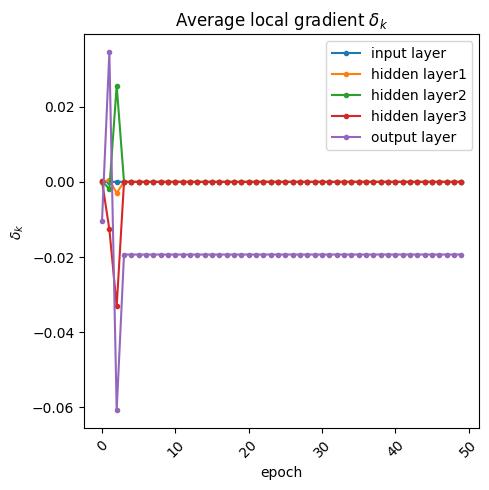 Average local gradient δₖ
input layer
hidden layer1
hidden layer2
hidden layer3
output layer
0.02
0.00
−0.02
−0.04
−0.06
δₖ
0
10
20
30
40
50
epoch